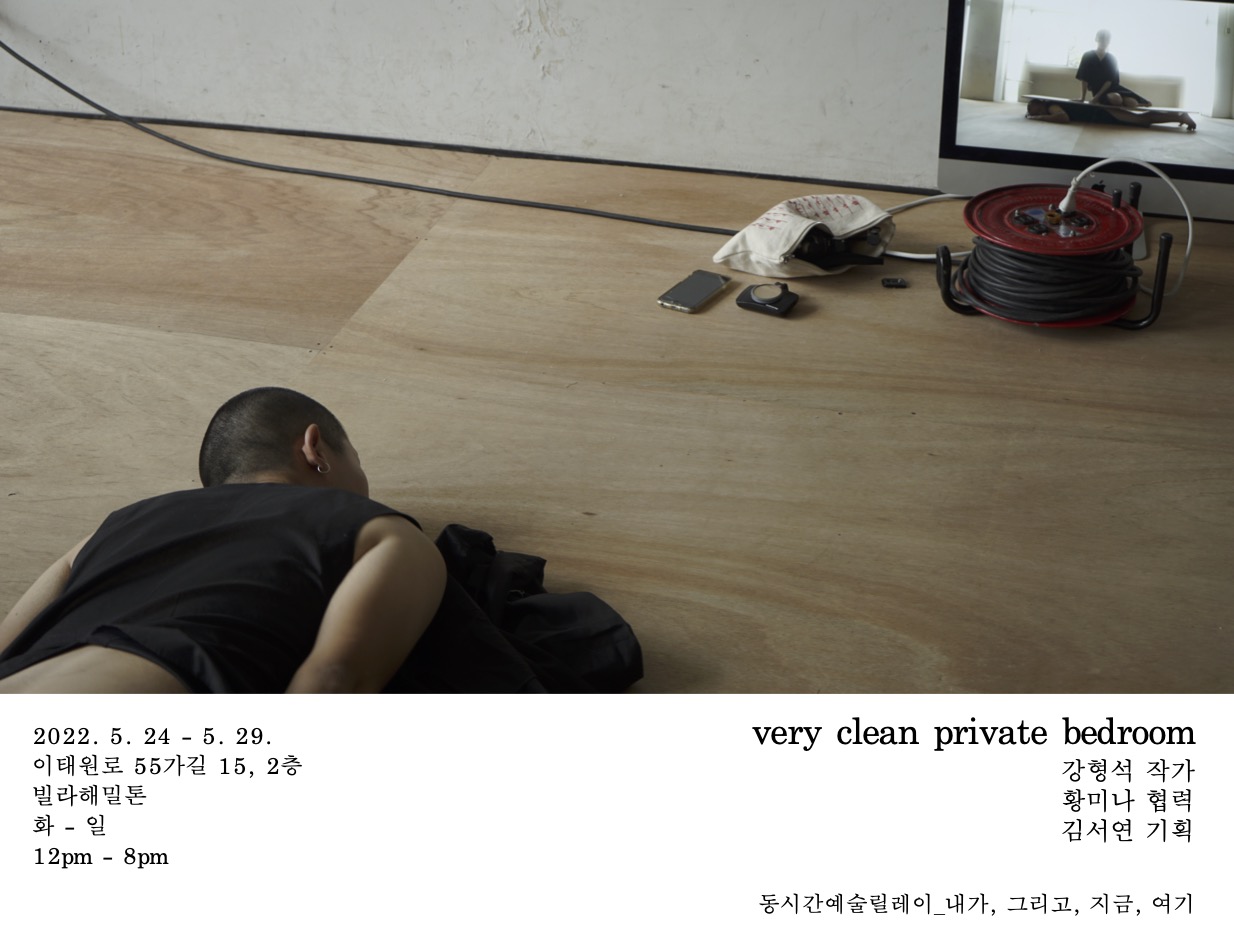 2022. 5. 24 - 5. 29.
이태원로 55가길 15, 2층
빌라해밀톤
화 - 일
12pm - 8pm
very clean private bedroom
강형석 작가
황미나 협력
김서연 기획
동시간예술릴레이_내가, 그리고, 지금, 여기